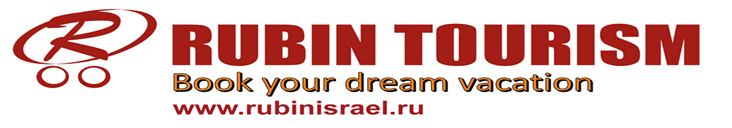 R
RUBIN TOURISM
Book your dream vacation
www.rubinisrael.ru